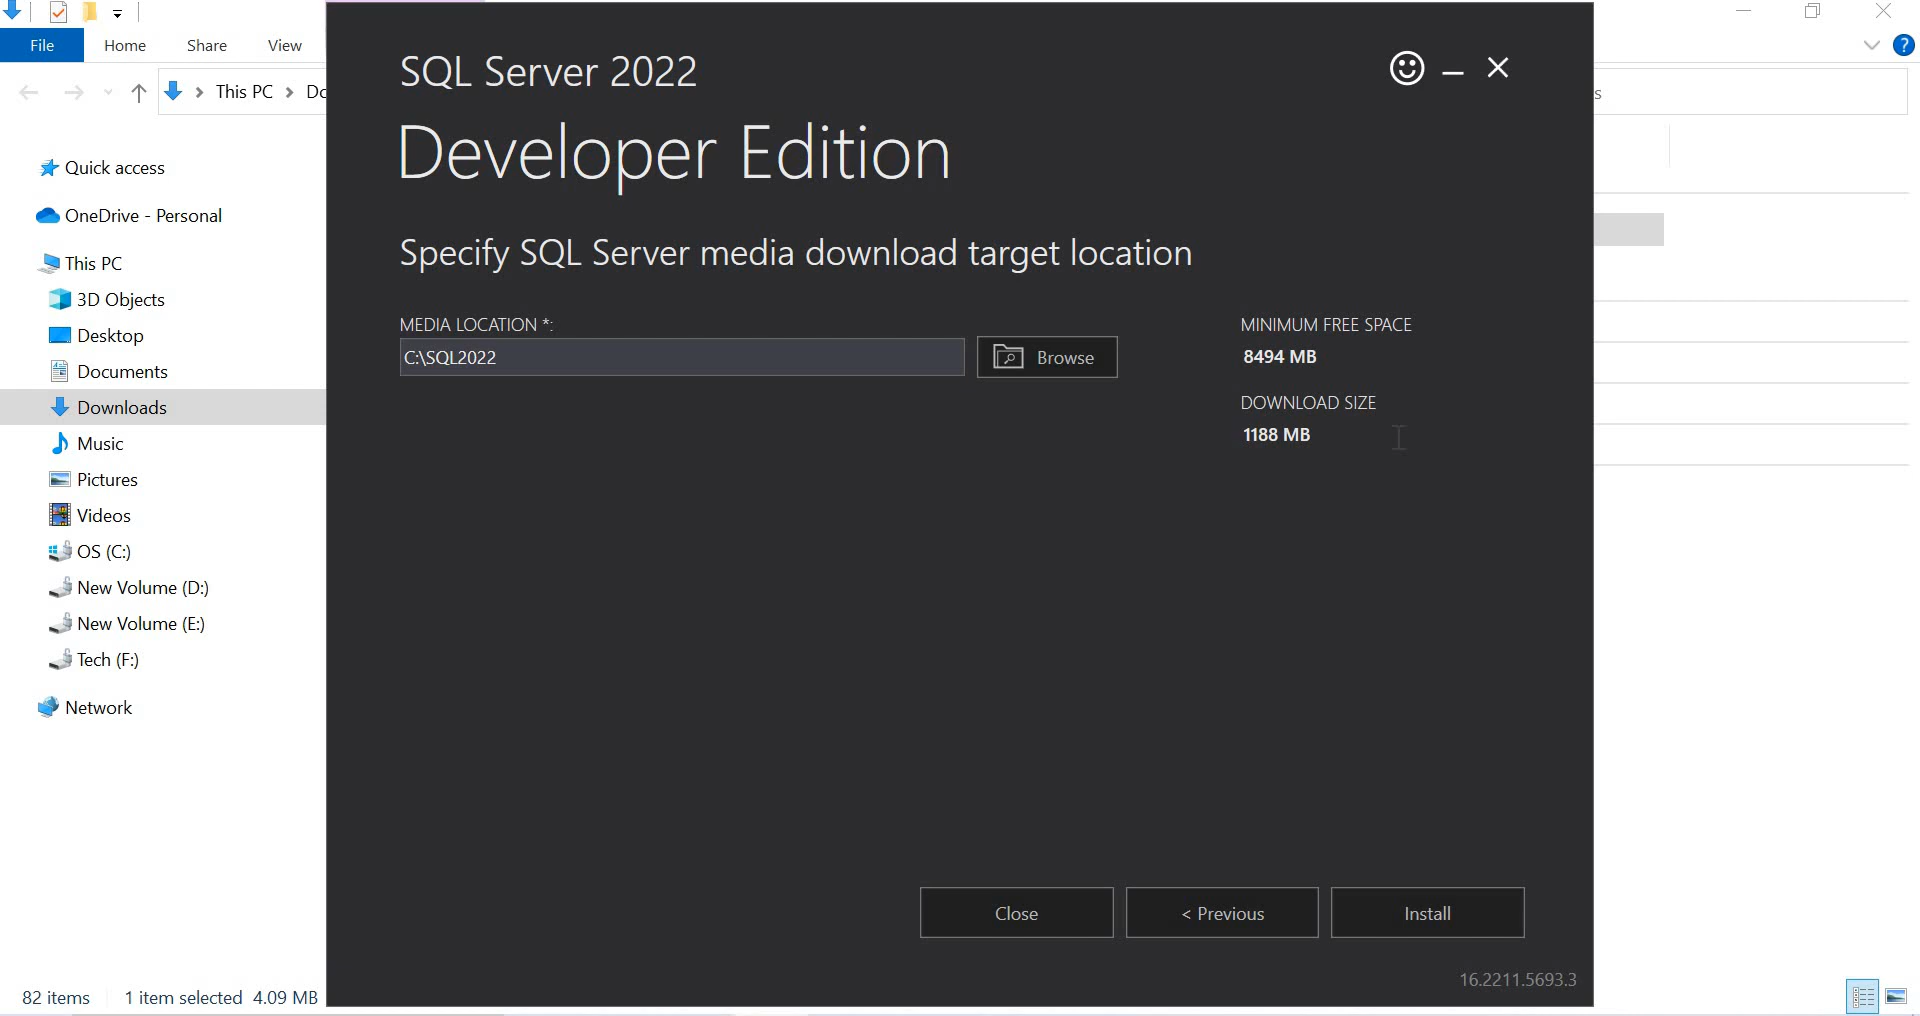 File Home Share View
This PC
Quick access
OneDrive - Personal
This PC
3D Objects
Desktop
Documents
Downloads
Music
Pictures
Videos
OS (C:)
New Volume (D:)
New Volume (E:)
Tech (F:)
Network
82 items 1 item selected 4.09 MB
SQL Server 2022
Developer Edition
Specify SQL Server media download target location
MEDIA LOCATION *:
C:\SQL2022
Browse
MINIMUM FREE SPACE
8494 MB
DOWNLOAD SIZE
1188 MB
Close < Previous Install
16.2211.5693.3